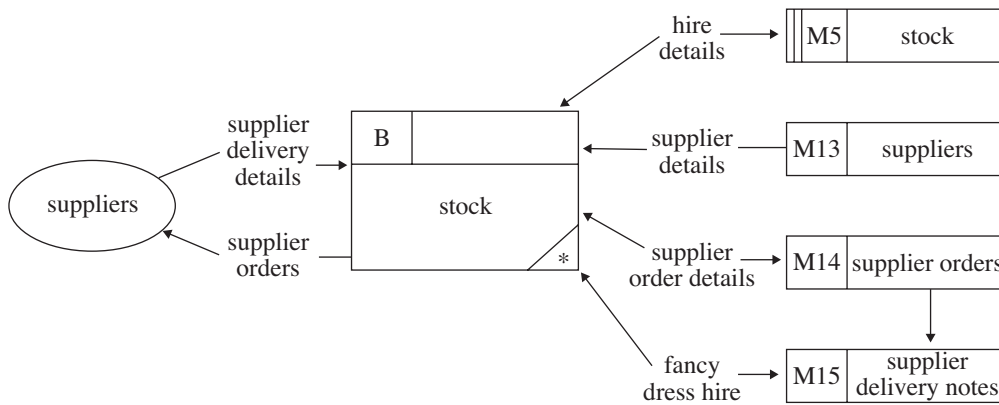 hire
details
M5 stock
supplier
delivery
details
B
supplier
details
M13 suppliers
suppliers
stock
supplier
orders
*
supplier
order details
M14 supplier orders
fancy
dress hire
M15 supplier
delivery notes